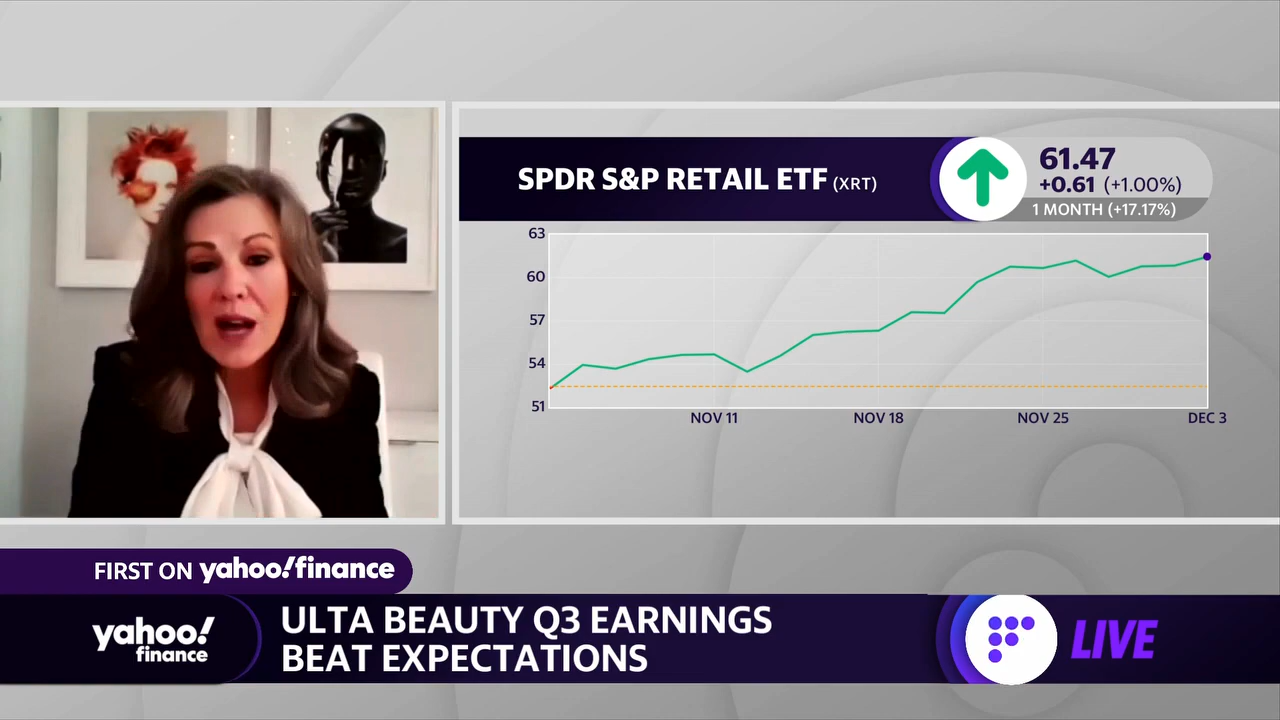 SPDR S&P RETAIL ETF (XRT)
61.47
+0.61 (+1.00%)
1 MONTH (+17.17%)
63
60
57
54
51
NOV 11 NOV 18 NOV 25 DEC 3
FIRST ON yahoo!finance
yahoo!
finance
ULTA BEAUTY Q3 EARNINGS
BEAT EXPECTATIONS
LIVE